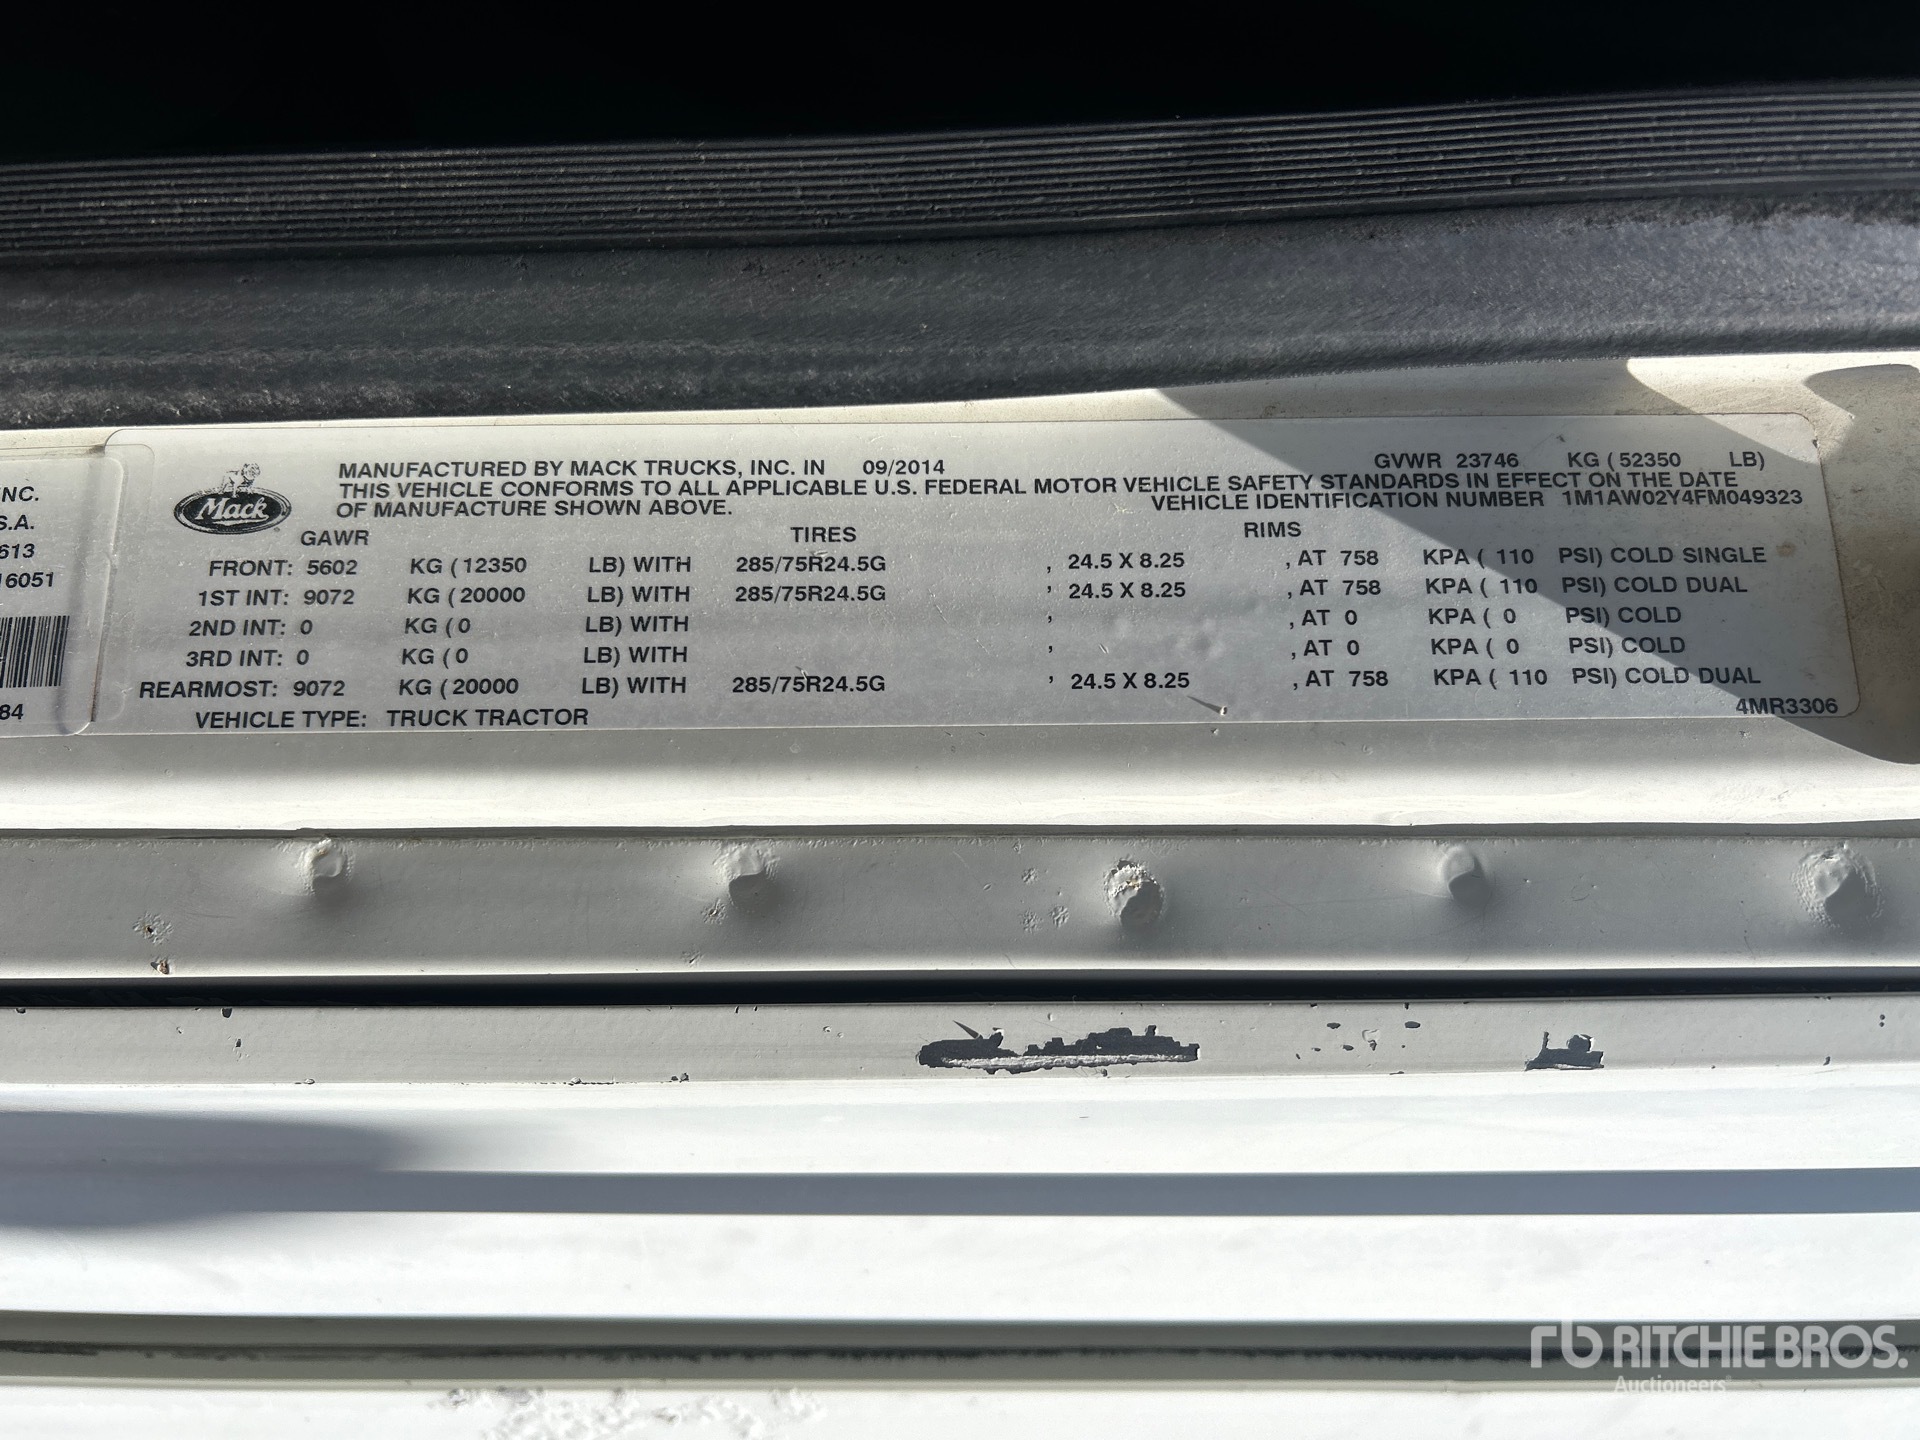 NC.
S.A.
613
16051
84
Mack
MANUFACTURED BY MACK TRUCKS, INC. IN 09/2014 GVWR 23746 KG ( 52350 LB)
THIS VEHICLE CONFORMS TO ALL APPLICABLE U.S. FEDERAL MOTOR VEHICLE SAFETY STANDARDS IN EFFECT ON THE DATE
OF MANUFACTURE SHOWN ABOVE. VEHICLE IDENTIFICATION NUMBER 1M1AW02Y4FM049323
GAWR TIRES RIMS
FRONT: 5602 KG ( 12350 LB) WITH 285/75R24.5G , 24.5 X 8.25 , AT 758 KPA ( 110 PSI) COLD SINGLE
1ST INT: 9072 KG ( 20000 LB) WITH 285/75R24.5G , 24.5 X 8.25 , AT 758 KPA ( 110 PSI) COLD DUAL
2ND INT: 0 KG ( 0 LB) WITH , , AT 0 KPA ( 0 PSI) COLD
3RD INT: 0 KG ( 0 LB) WITH , , AT 0 KPA ( 0 PSI) COLD
REARMOST: 9072 KG ( 20000 LB) WITH 285/75R24.5G , 24.5 X 8.25 , AT 758 KPA ( 110 PSI) COLD DUAL
VEHICLE TYPE: TRUCK TRACTOR 4MR3306
rb RITCHIE BROS.
Auctioneers